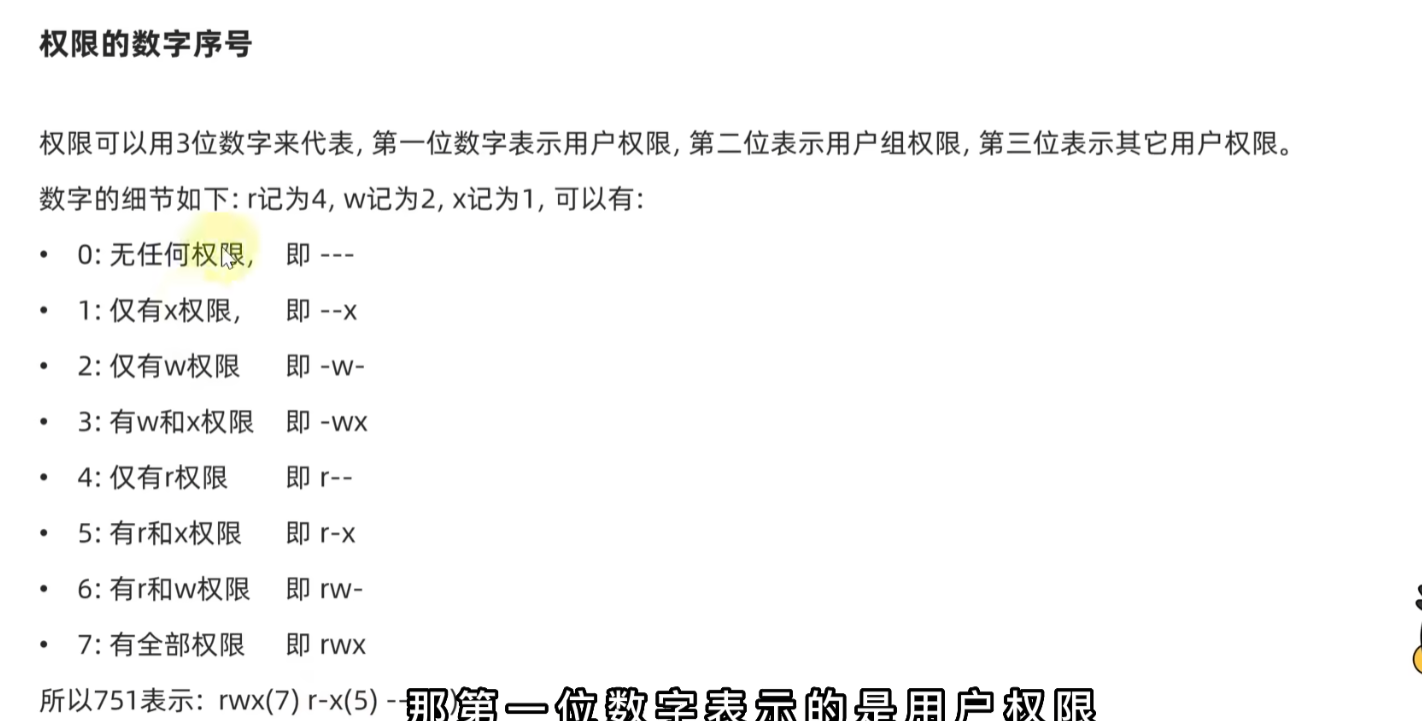 权限的数字序号
权限可以用3位数字来代表, 第一位数字表示用户权限, 第二位表示用户组权限, 第三位表示其它用户权限。
数字的细节如下: r记为4, w记为2, x记为1, 可以有:
• 0: 无任何权限, 即 ---
• 1: 仅有x权限, 即 --x
• 2: 仅有w权限 即 -w-
• 3: 有w和x权限 即 -wx
• 4: 仅有r权限 即 r--
• 5: 有r和x权限 即 r-x
• 6: 有r和w权限 即 rw-
• 7: 有全部权限 即 rwx
所以751表示: rwx(7) r-x(5)
那第一位数字表示的是用户权限